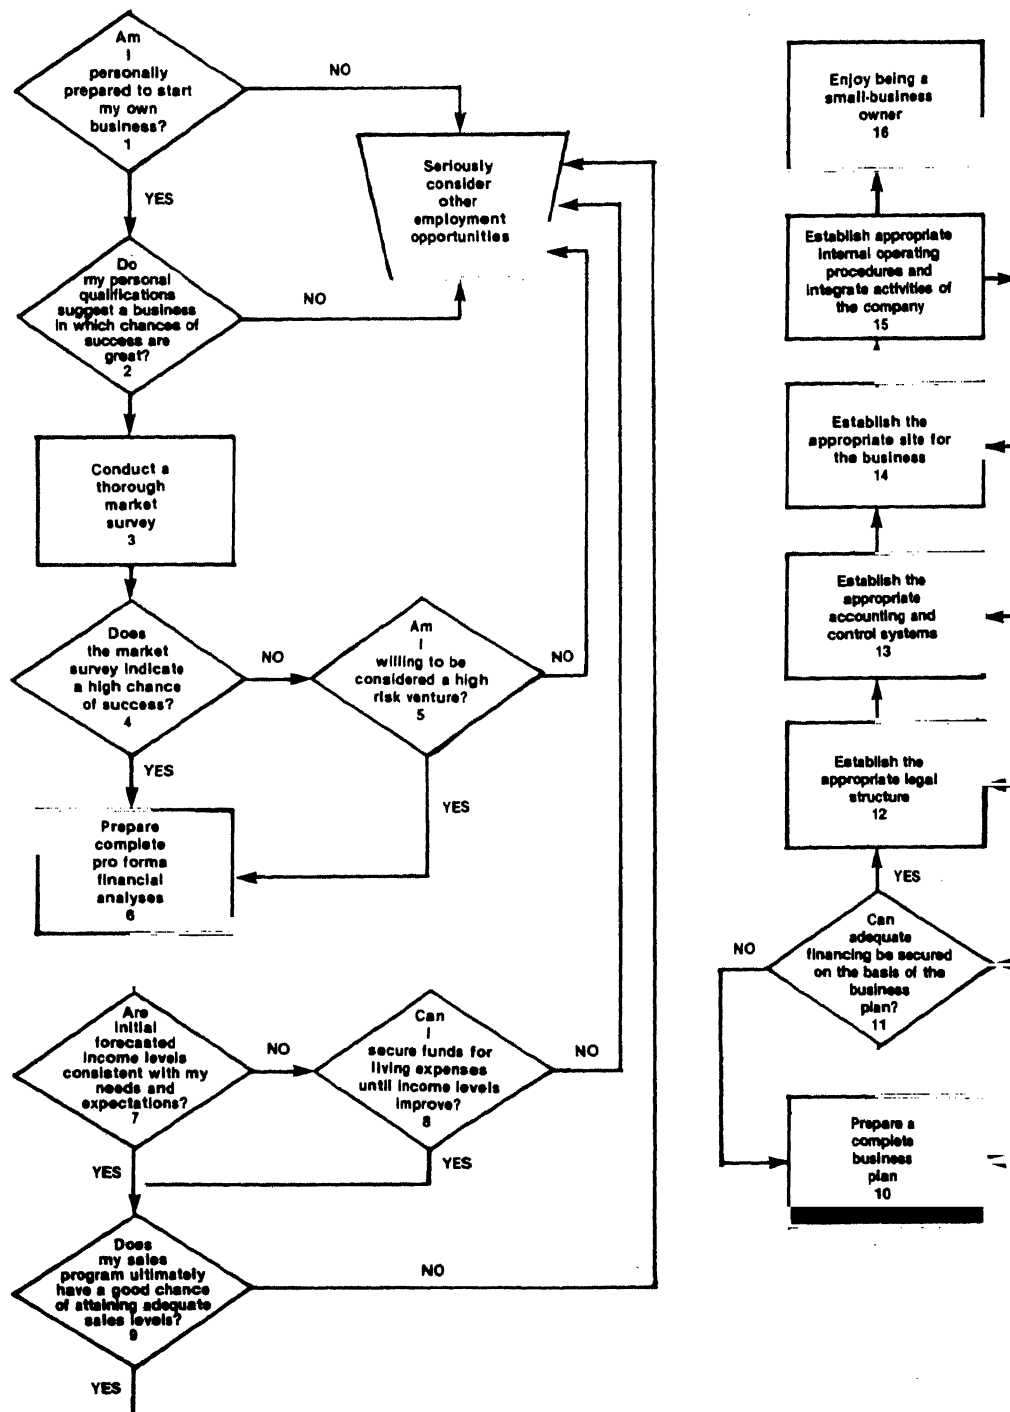 Am
I
personally
prepared to start
my own
business?
1
NO
YES
Seriously
consider
other
employment
opportunities
Do
my personal
qualifications
suggest a business
in which chances of
success are
great?
2
NO
Conduct a
thorough
market
survey
3
Does
the market
survey indicate
a high chance
of success?
4
NO
YES
Am
I
willing to be
considered a high
risk venture?
5
NO
YES
Prepare
complete
pro forma
financial
analyses
6
Are
initial
forecasted
income levels
consistent with my
needs and
expectations?
7
NO
YES
Can
I
secure funds for
living expenses
until income levels
improve?
8
NO
YES
Does
my sales
program ultimately
have a good chance
of attaining adequate
sales levels?
9
NO
YES
Enjoy being a
small-business
owner
16
Establish appropriate
internal operating
procedures and
integrate activities of
the company
15
Establish the
appropriate site for
the business
14
Establish the
appropriate
accounting and
control systems
13
Establish the
appropriate legal
structure
12
YES
Can
adequate
financing be secured
on the basis of the
business
plan?
11
NO
Prepare a
complete
business
plan
10